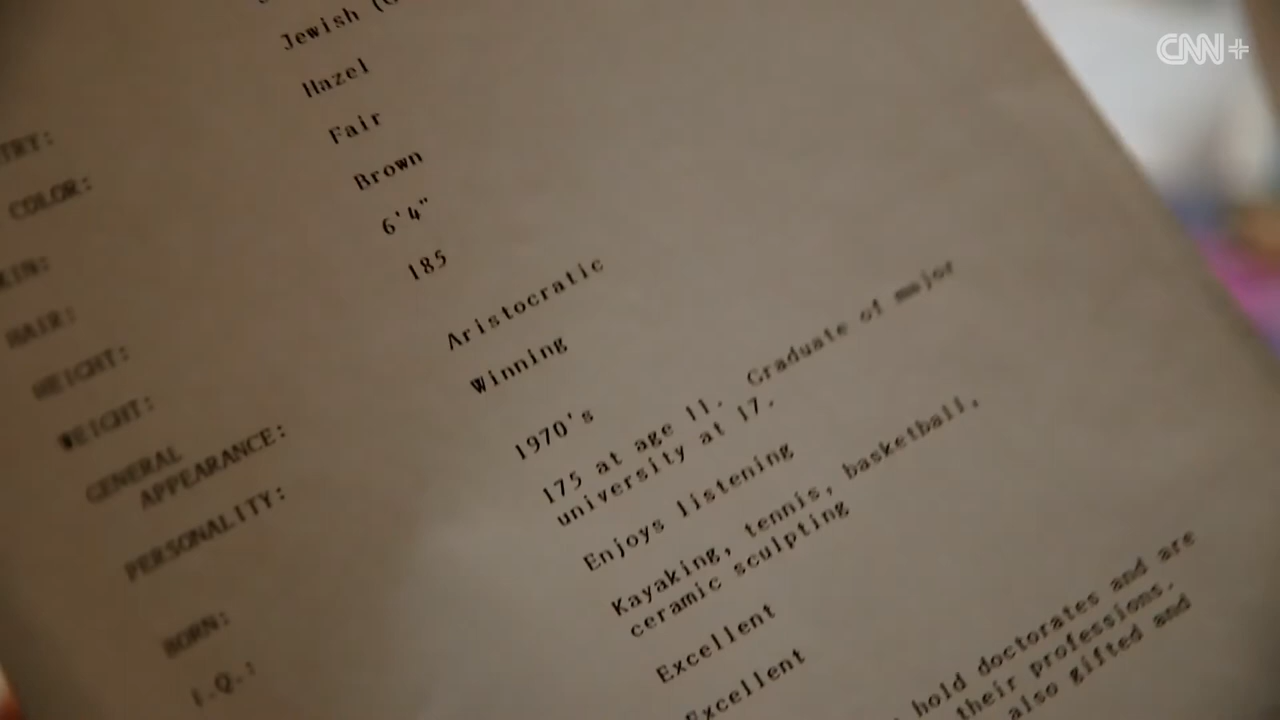 CNN+
Jewish
COLOR: Hazel
Fair
HAIR: Brown
HEIGHT: 6'4"
WEIGHT: 185
GENERAL
APPEARANCE: Aristocratic
PERSONALITY: Winning
BORN: 1970's
I.Q.: 175 at age 11. Graduate of major
university at 17.
Enjoys listening
Kayaking, tennis, basketball,
ceramic sculpting
Excellent
Excellent
hold doctorates and are
their professions.
also gifted and